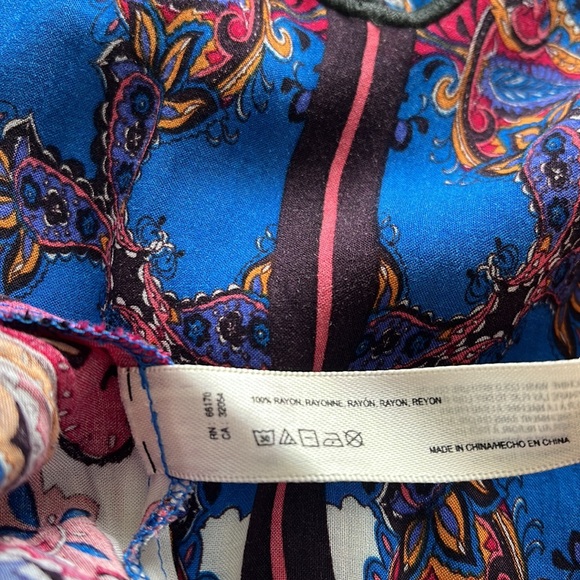 RN 66170
CA 32054
100% RAYON, RAYONNE, RAYÓN, RAYON, REYON
MADE IN CHINA/HECHO EN CHINA